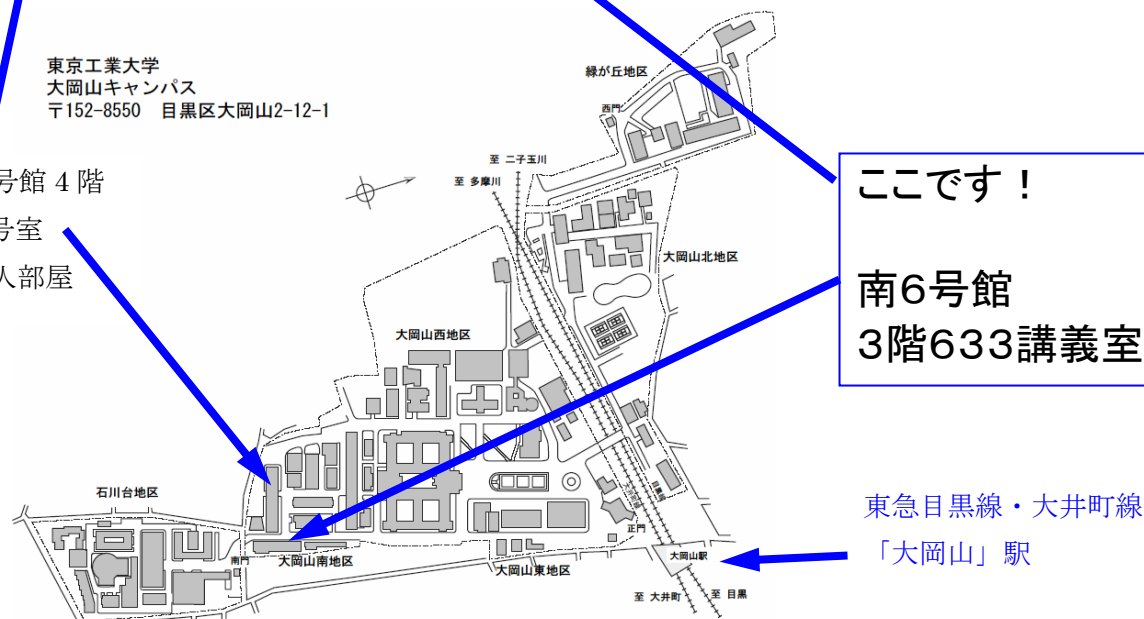 東京工業大学
大岡山キャンパス
〒152-8550　目黒区大岡山2-12-1
号館 4 階
号室
人部屋
緑が丘地区
西門
至 二子玉川
至 多摩川
大岡山北地区
ここです！
南6号館
3階633講義室
大岡山西地区
石川台地区
南門
大岡山南地区
大岡山東地区
正門
大岡山駅
至 大井町
至 目黒
東急目黒線・大井町線
「大岡山」駅